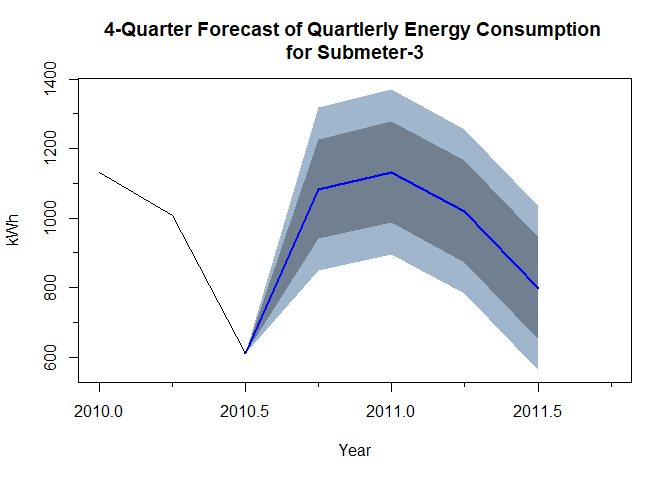 4-Quarter Forecast of Quartlerly Energy Consumption
for Submeter-3
1400
1200
1000
800
600
kWh
2010.0 2010.5 2011.0 2011.5
Year